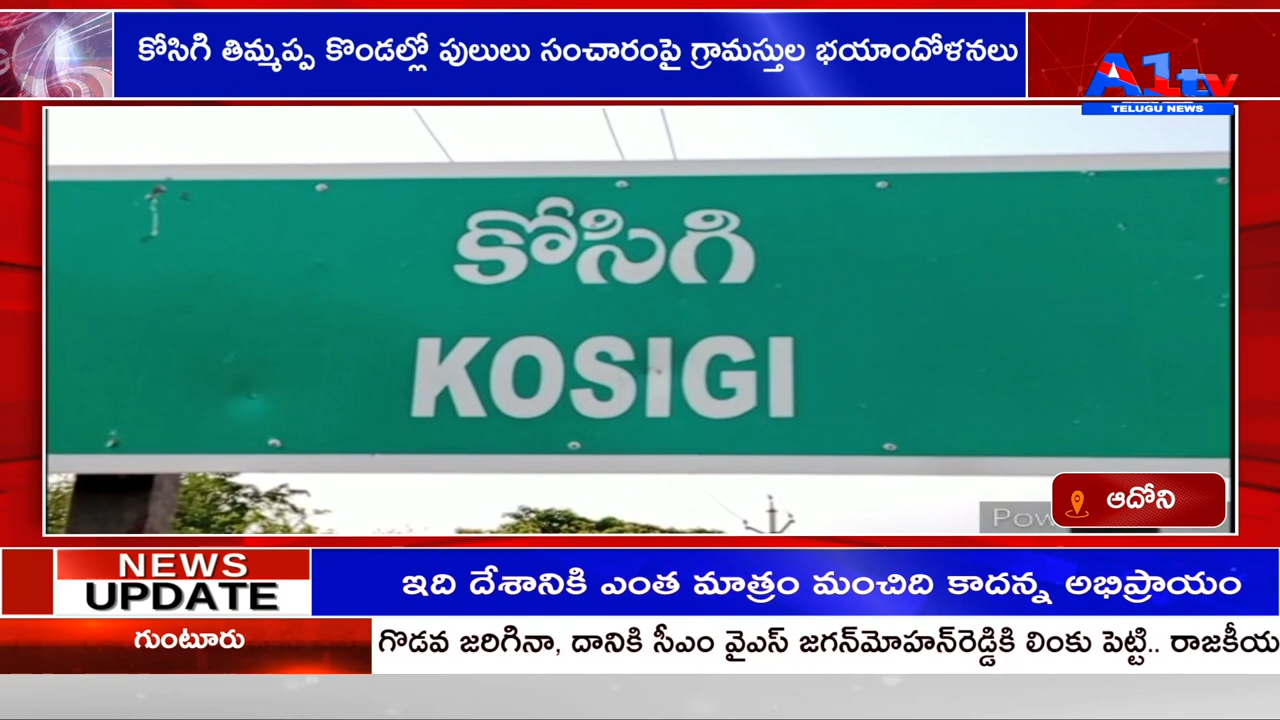 కోసిగి తిమ్మప్ప కొండల్లో పులులు సంచారంపై గ్రామస్తుల భయాందోళనలు
A1tv
TELUGU NEWS
కోసిగి
KOSIGI
ఆదోని
Pow
NEWS
UPDATE
ఇది దేశానికి ఎంత మాత్రం మంచిది కాదన్న అభిప్రాయం
గుంటూరు
గొడవ జరిగినా, దానికి సీఎం వైఎస్ జగన్‌మోహన్‌రెడ్డికి లింకు పెట్టి.. రాజకీయ